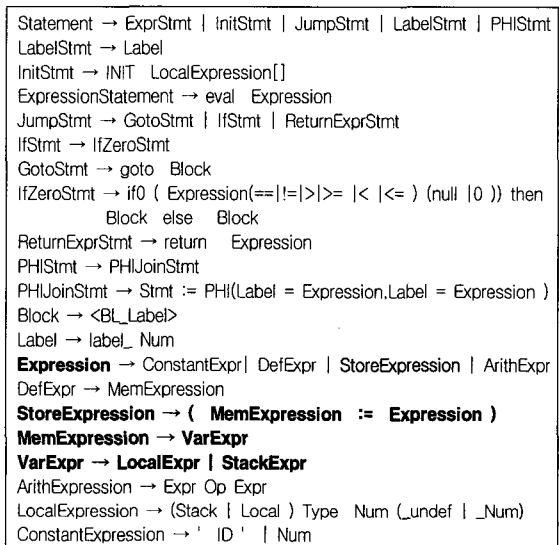 Statement → ExprStmt | InitStmt | JumpStmt | LabelStmt | PHIStmt
LabelStmt → Label
InitStmt → INIT LocalExpression[]
ExpressionStatement → eval Expression
JumpStmt → GotoStmt | IfStmt | ReturnExprStmt
IfStmt → IfZeroStmt
GotoStmt → goto Block
IfZeroStmt → if0 ( Expression(==|!=|>|>= |< |<= ) (null |0 )) then
Block else Block
ReturnExprStmt → return Expression
PHIStmt → PHIJoinStmt
PHIJoinStmt → Stmt := PHI(Label = Expression,Label = Expression )
Block → <BL_Label>
Label → label_ Num
Expression → ConstantExpr| DefExpr | StoreExpression | ArithExpr
DefExpr → MemExpression
StoreExpression → ( MemExpression := Expression )
MemExpression → VarExpr
VarExpr → LocalExpr | StackExpr
ArithExpression → Expr Op Expr
LocalExpression → (Stack | Local ) Type Num (_undef | _Num)
ConstantExpression → ' ID ' | Num